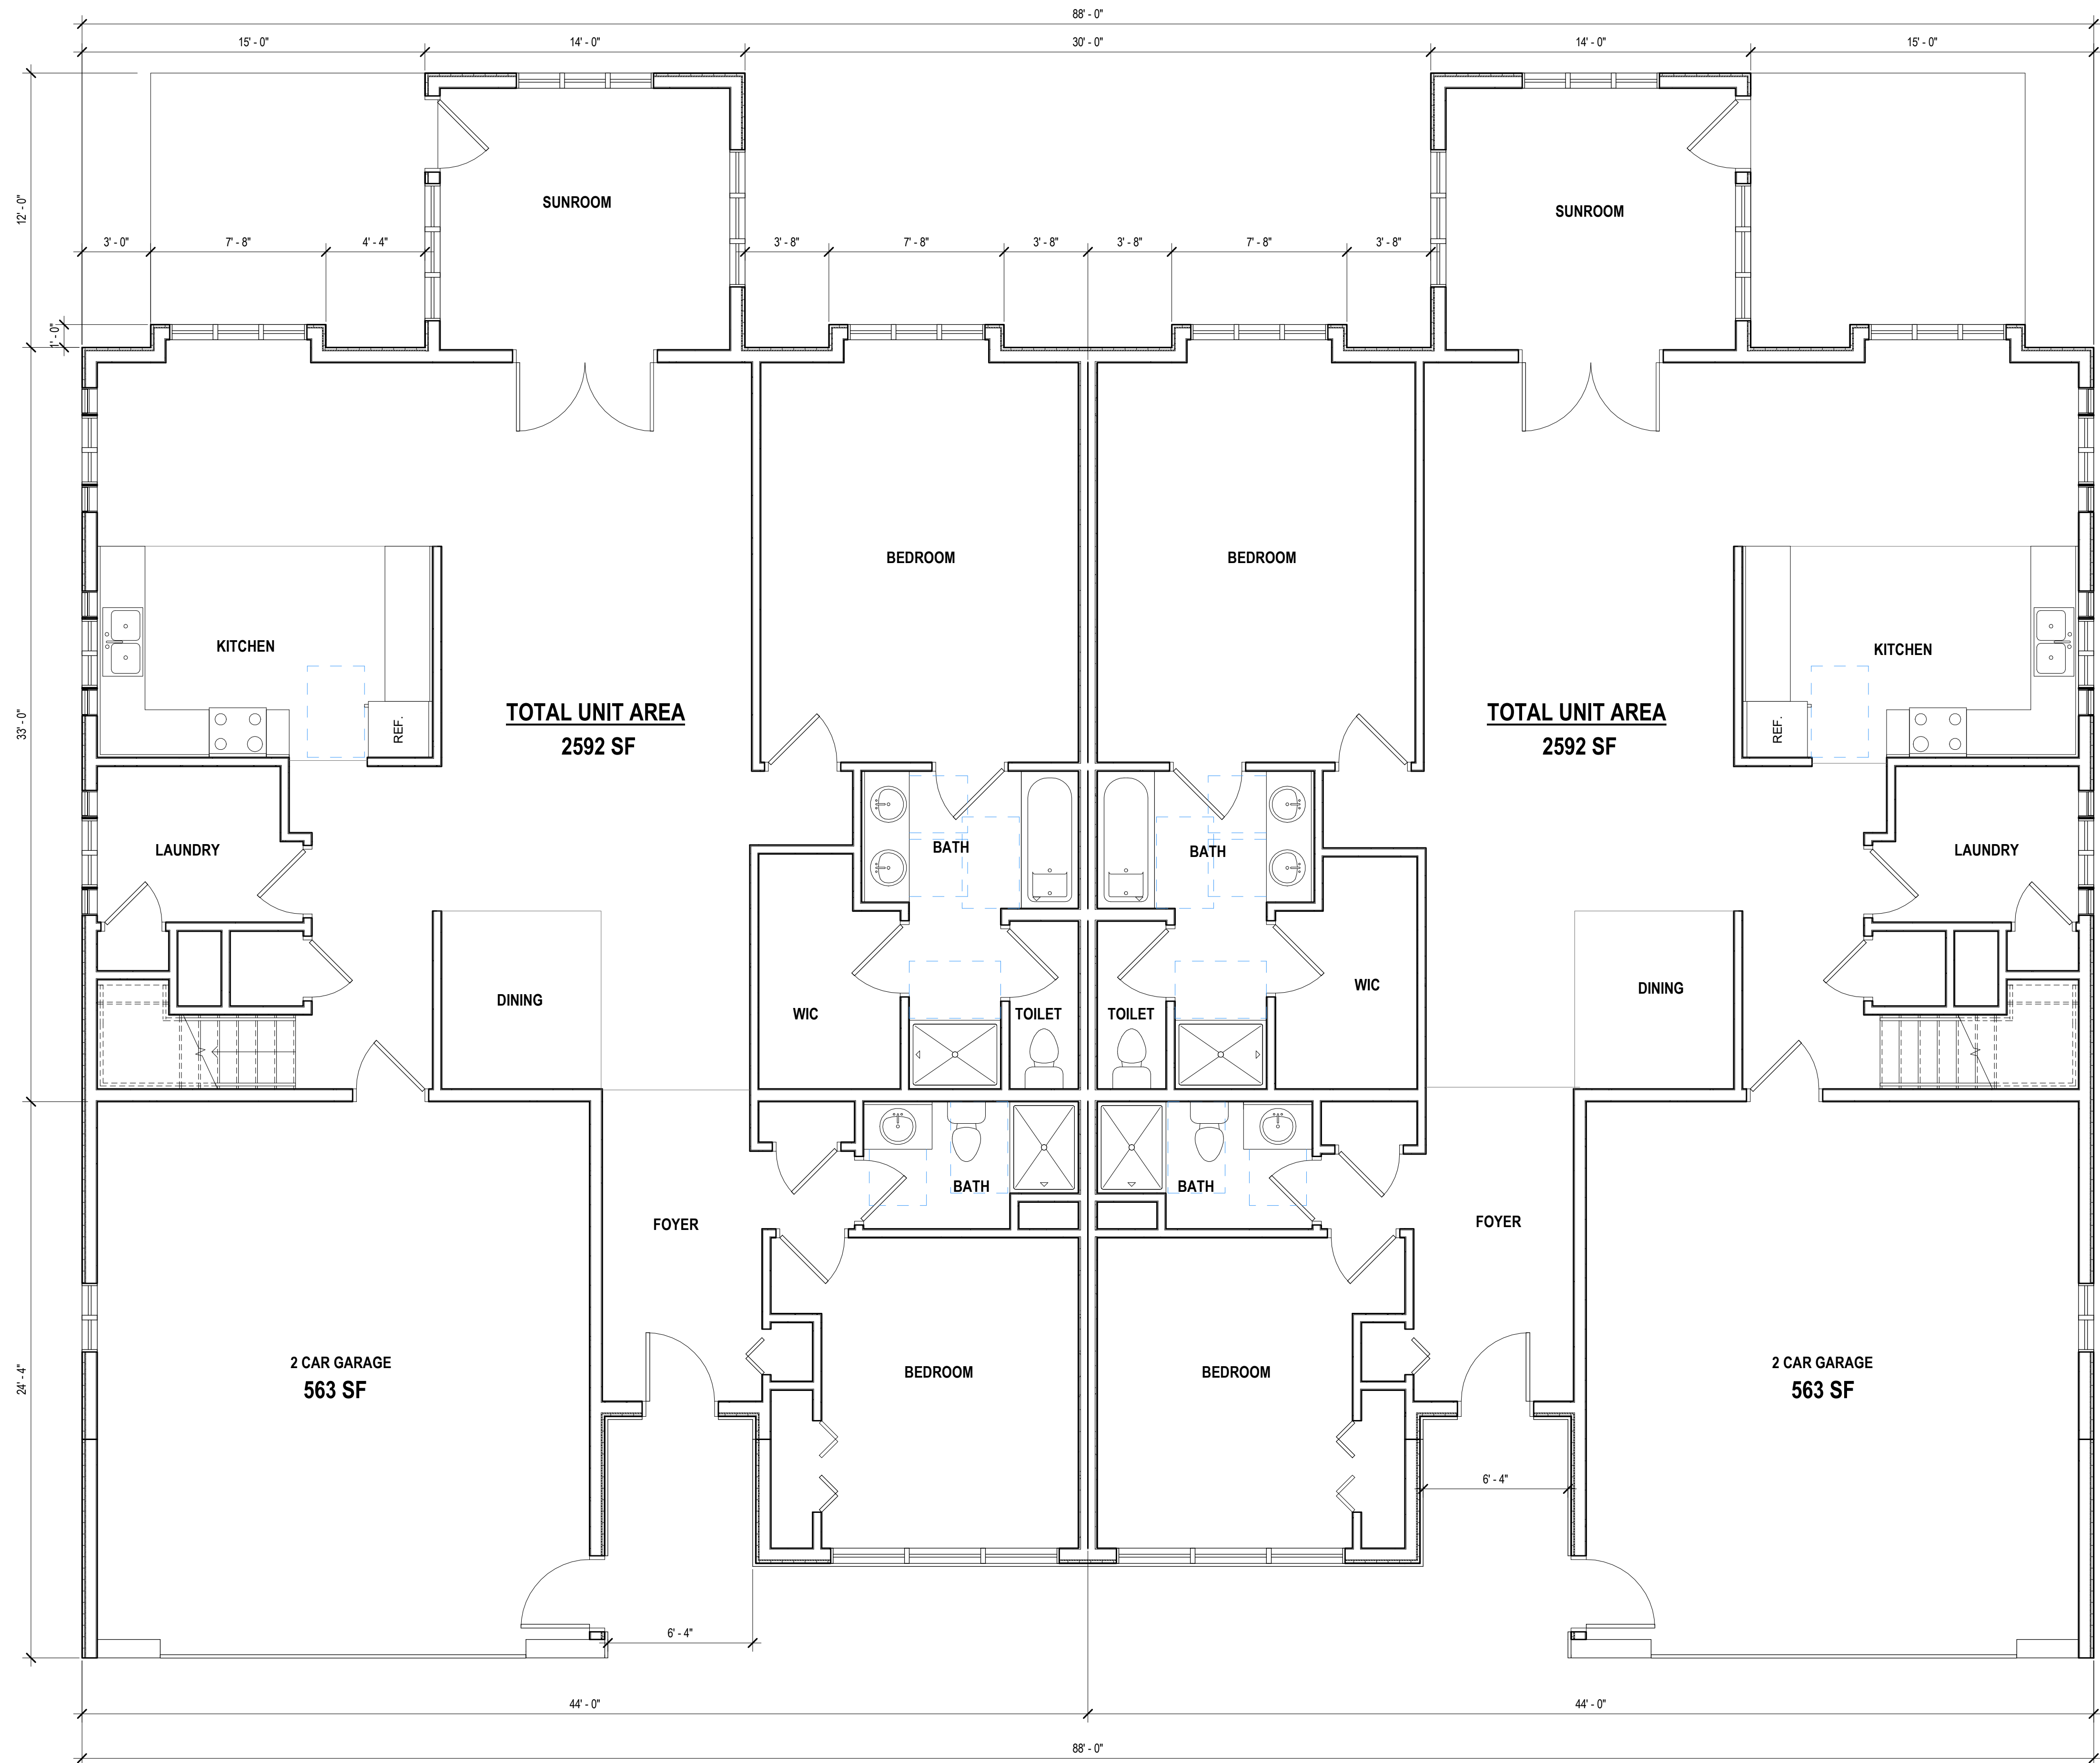 88' - 0"
15' - 0"
14' - 0"
30' - 0"
14' - 0"
15' - 0"
12' - 0"
SUNROOM
SUNROOM
3' - 0"
7' - 8"
4' - 4"
3' - 8"
7' - 8"
3' - 8"
3' - 8"
7' - 8"
3' - 8"
1' - 0"
BEDROOM
BEDROOM
KITCHEN
KITCHEN
33' - 0"
REF.
TOTAL UNIT AREA
2592 SF
TOTAL UNIT AREA
2592 SF
REF.
LAUNDRY
BATH
BATH
LAUNDRY
DINING
WIC
TOILET
TOILET
WIC
DINING
BATH
BATH
FOYER
FOYER
24' - 4"
2 CAR GARAGE
563 SF
BEDROOM
BEDROOM
2 CAR GARAGE
563 SF
6' - 4"
6' - 4"
44' - 0"
44' - 0"
88' - 0"